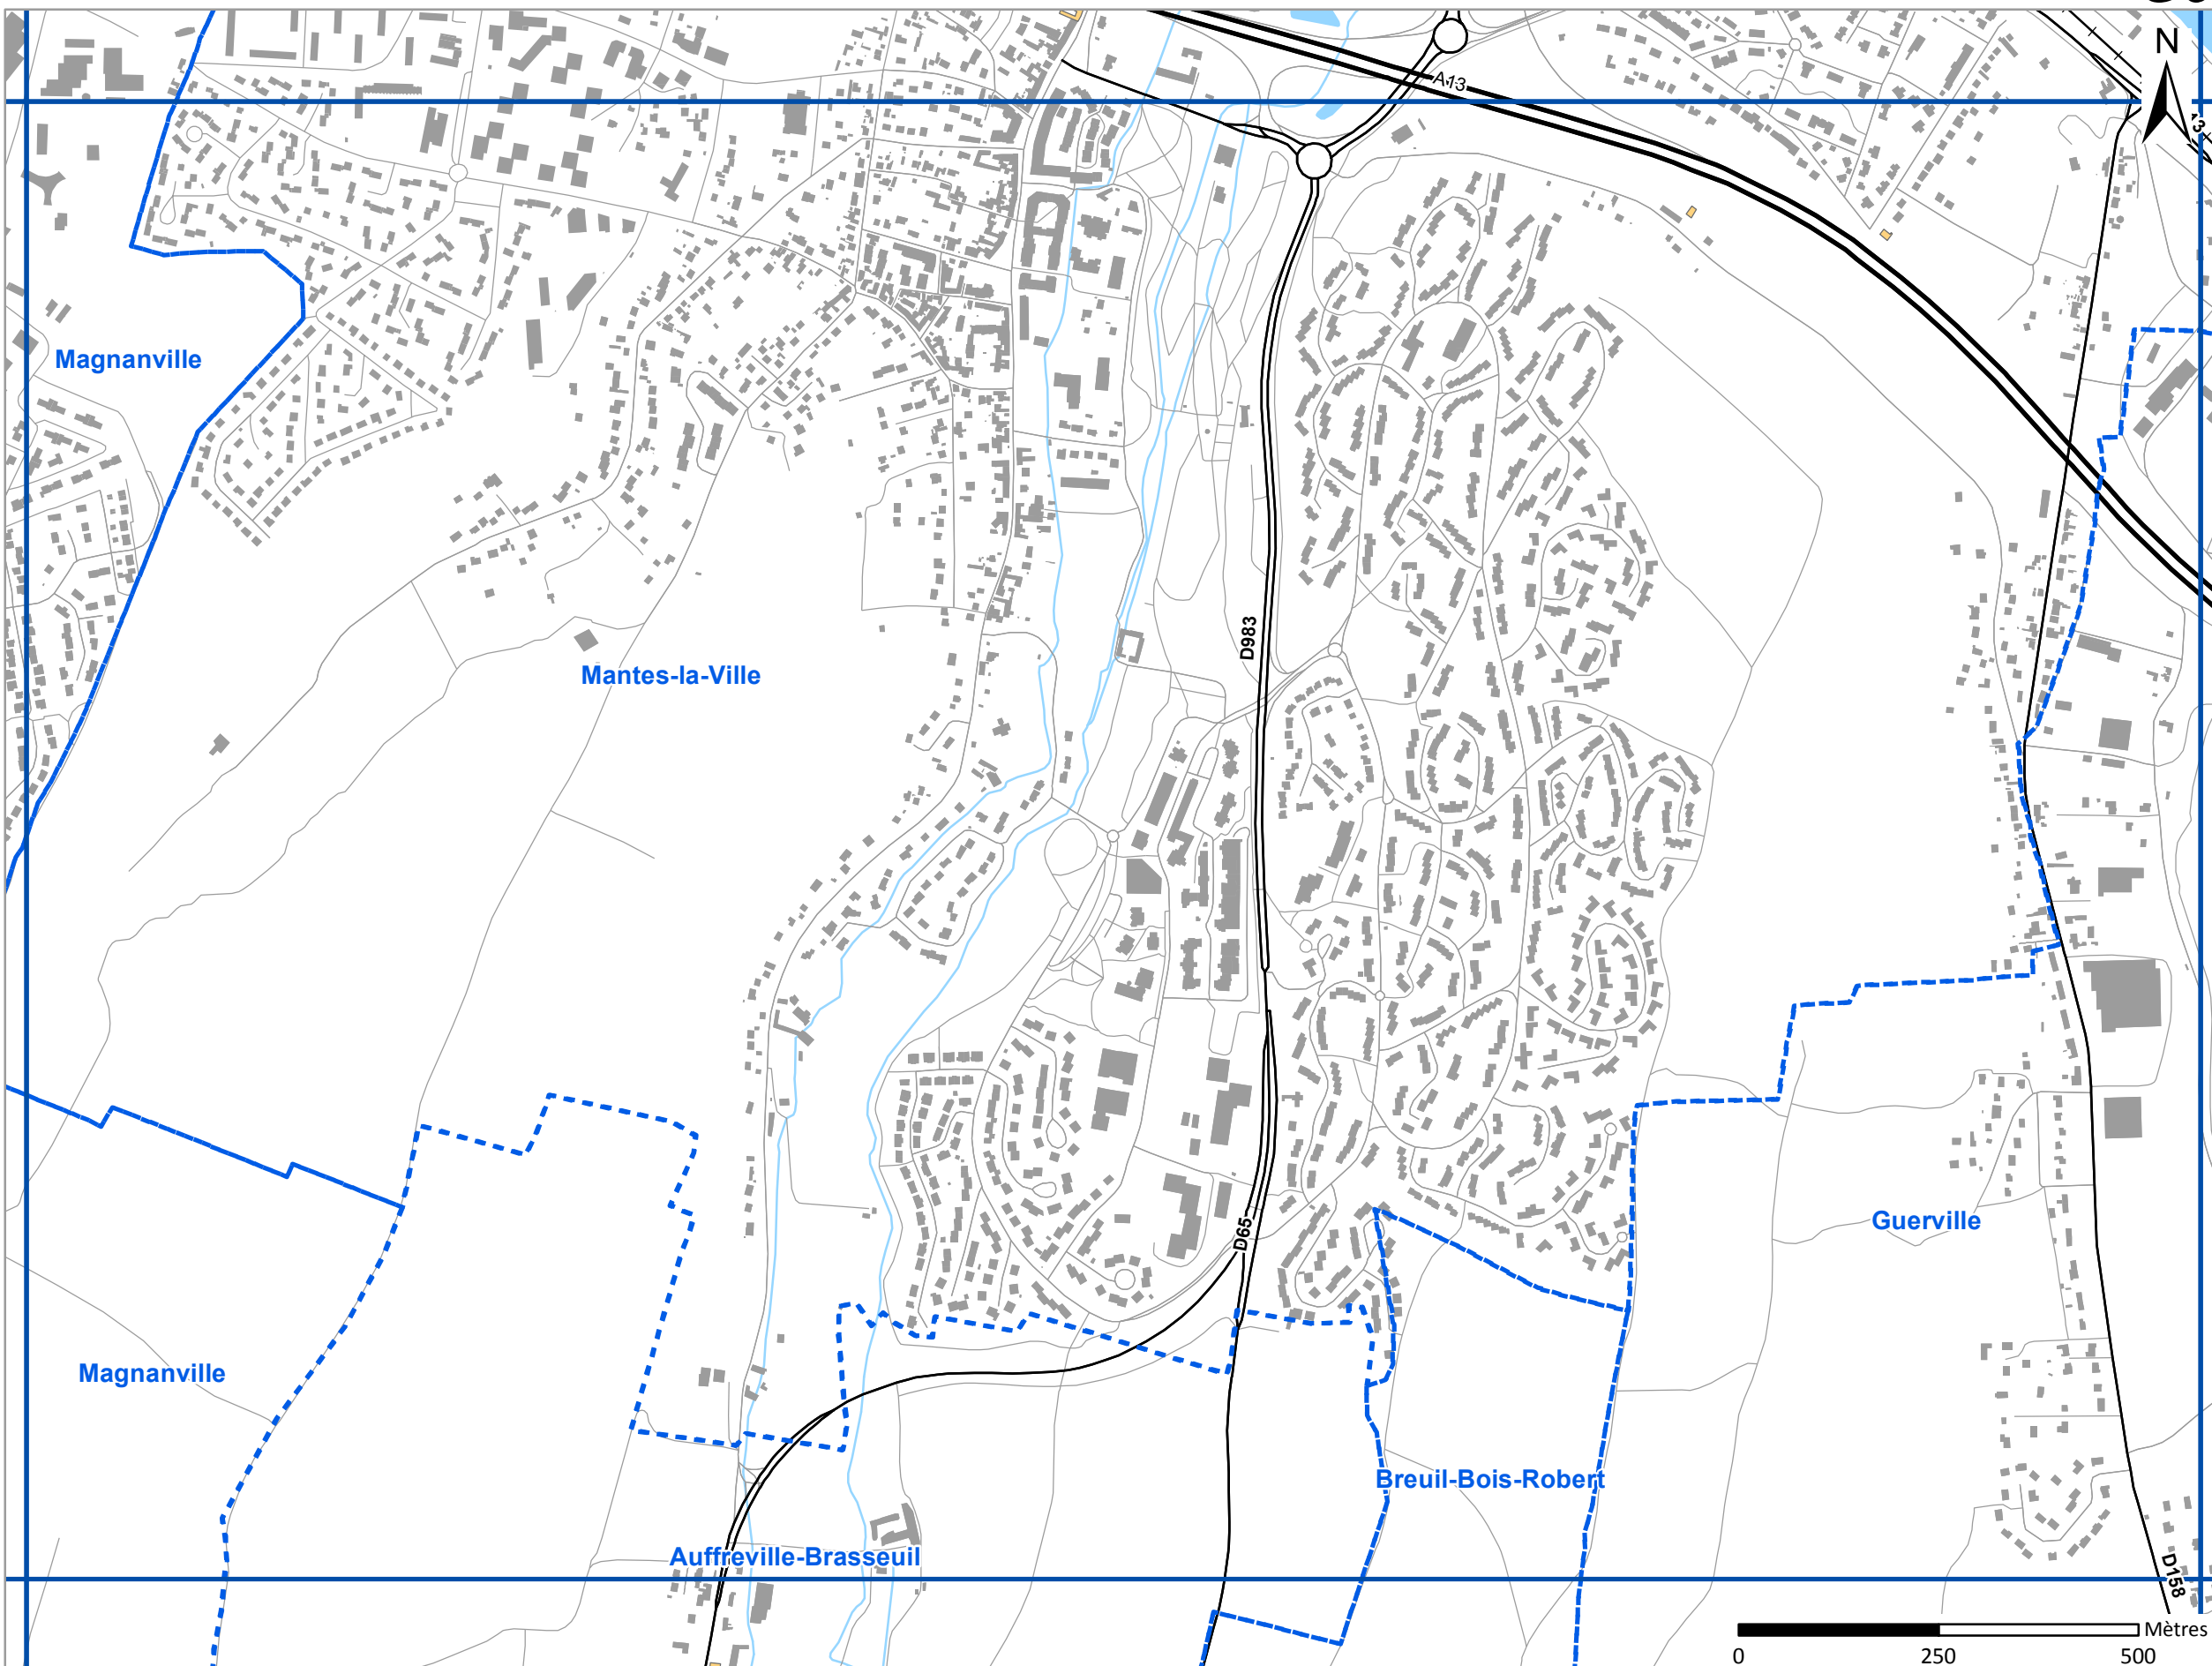 N
A13
Magnanville
Mantes-la-Ville
D983
Guerville
D65
Magnanville
Breuil-Bois-Robert
Auffreville-Brasseuil
D158
Mètres
0 250 500